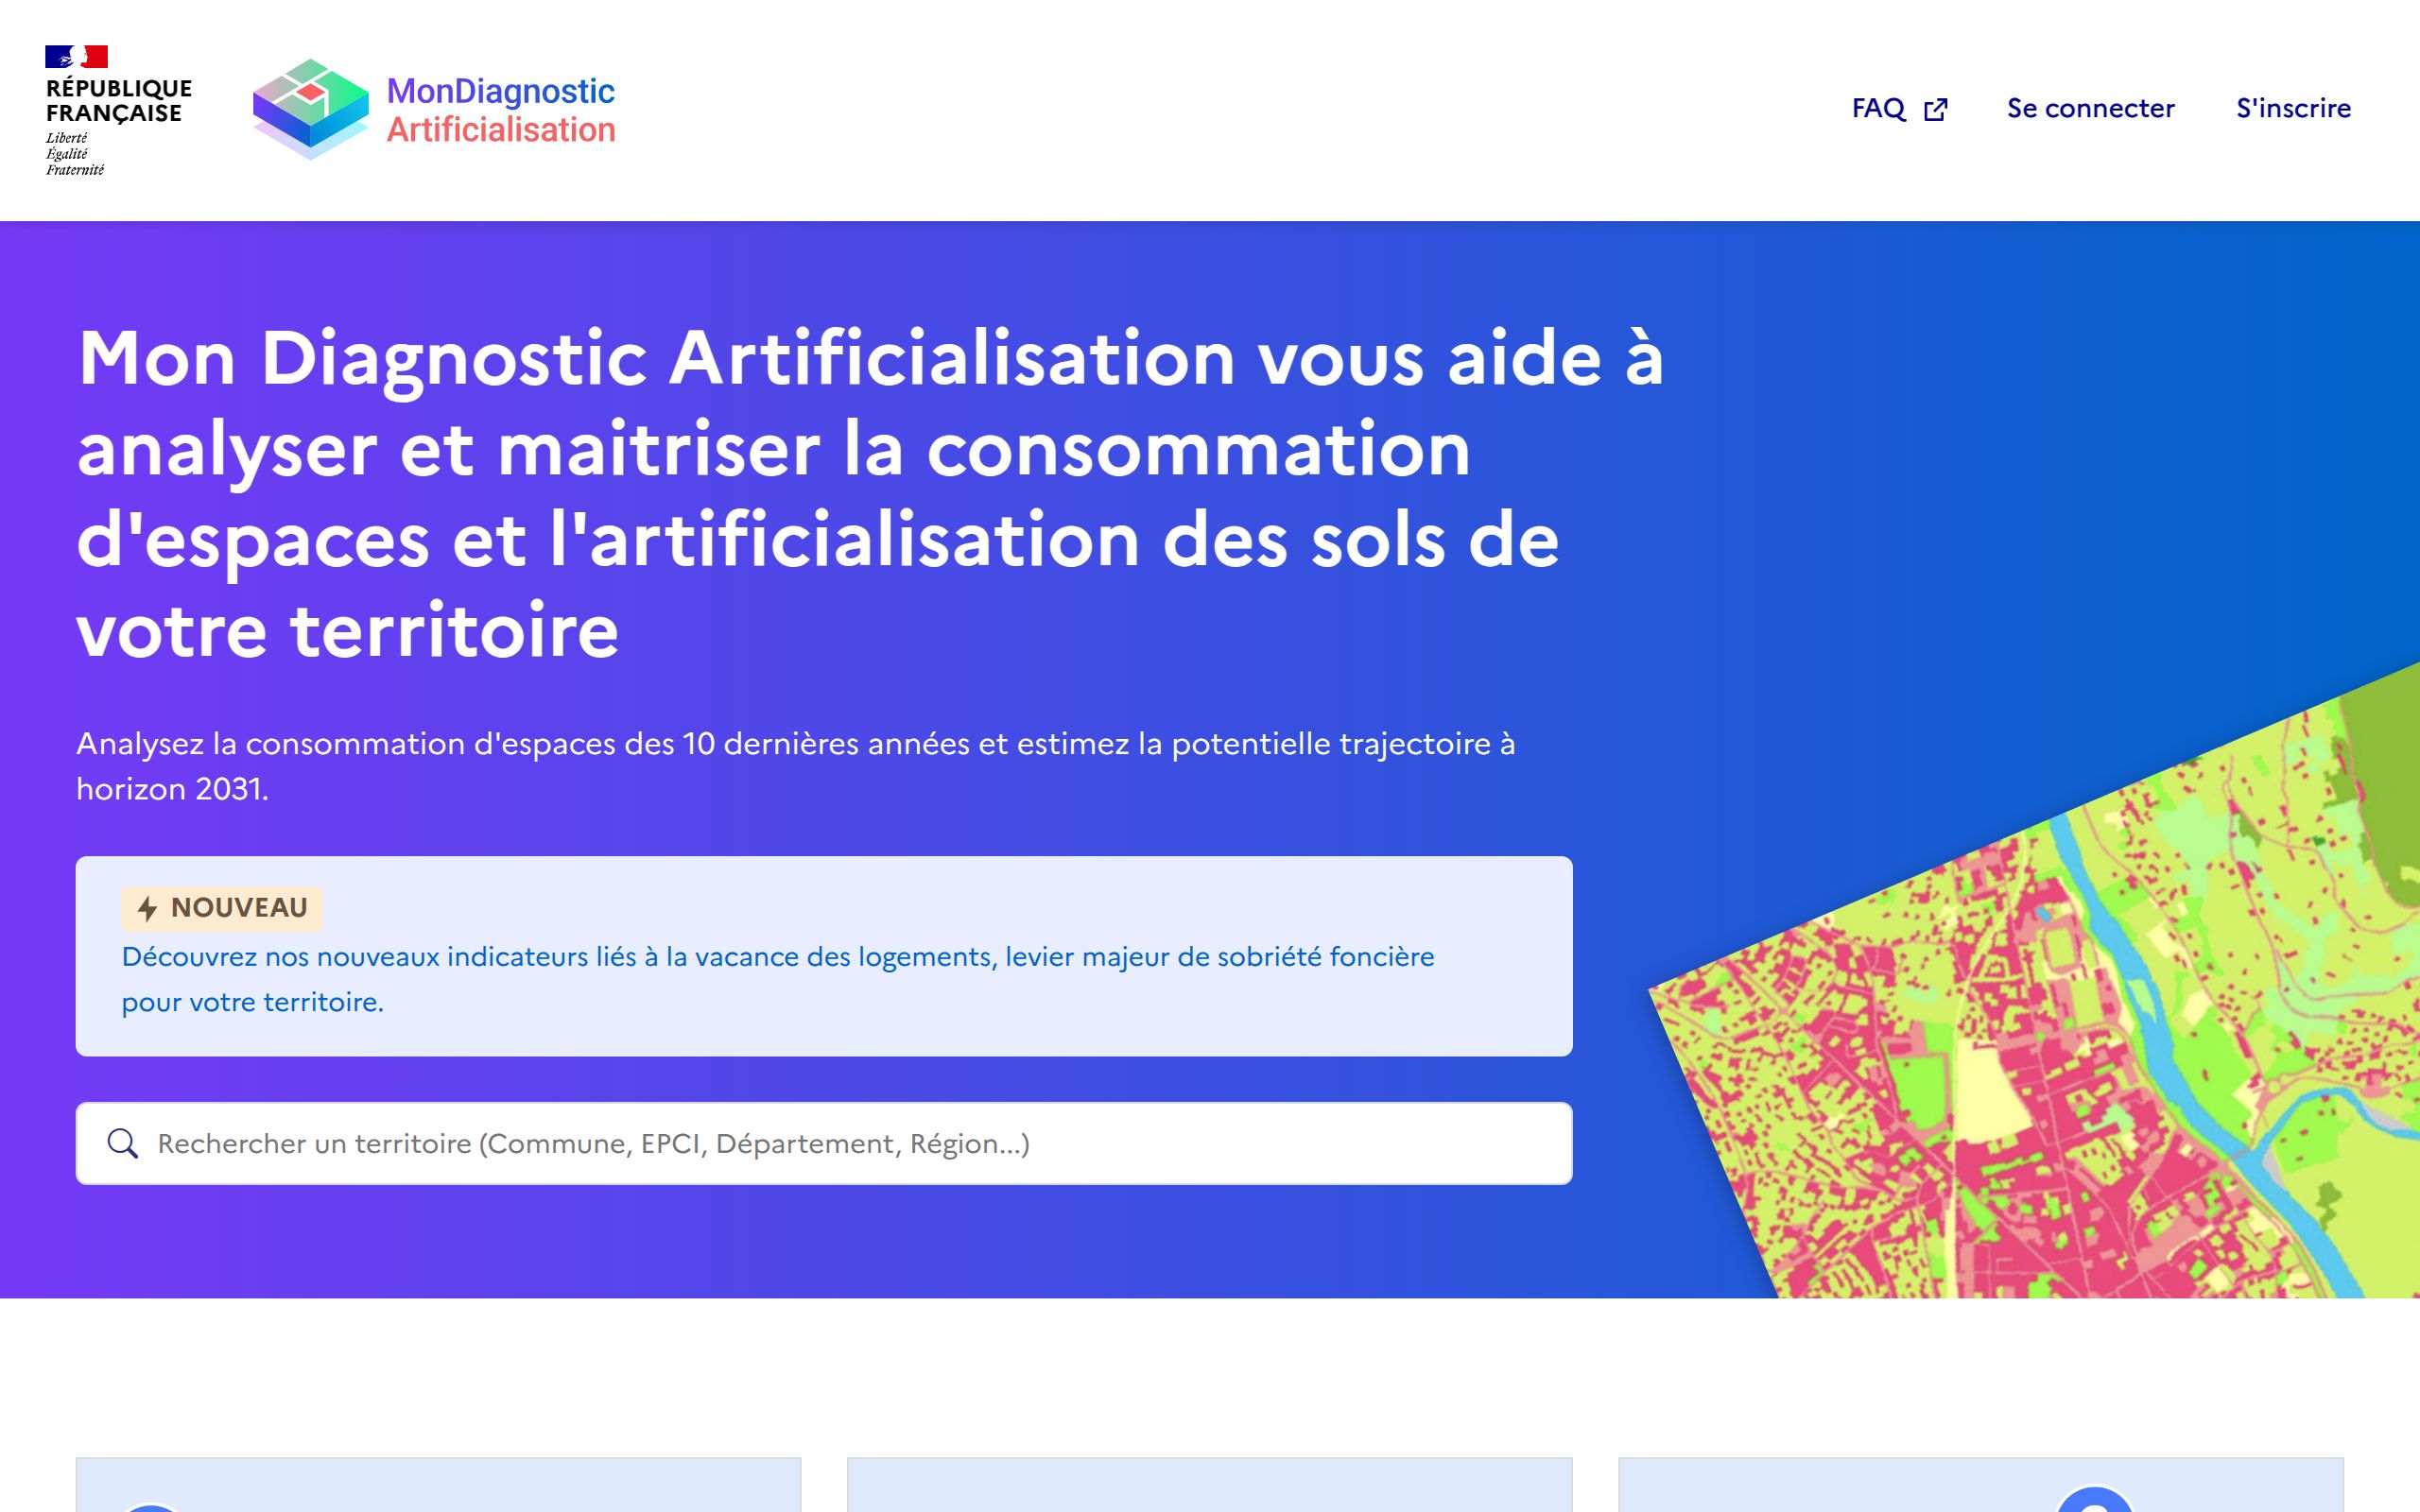 RÉPUBLIQUE
FRANÇAISE
Liberté
Égalité
Fraternité
MonDiagnostic
Artificialisation
FAQ
Se connecter
S'inscrire
Mon Diagnostic Artificialisation vous aide à
analyser et maitriser la consommation
d'espaces et l'artificialisation des sols de
votre territoire
Analysez la consommation d'espaces des 10 dernières années et estimez la potentielle trajectoire à
horizon 2031.
NOUVEAU
Découvrez nos nouveaux indicateurs liés à la vacance des logements, levier majeur de sobriété foncière
pour votre territoire.
Rechercher un territoire (Commune, EPCI, Département, Région...)